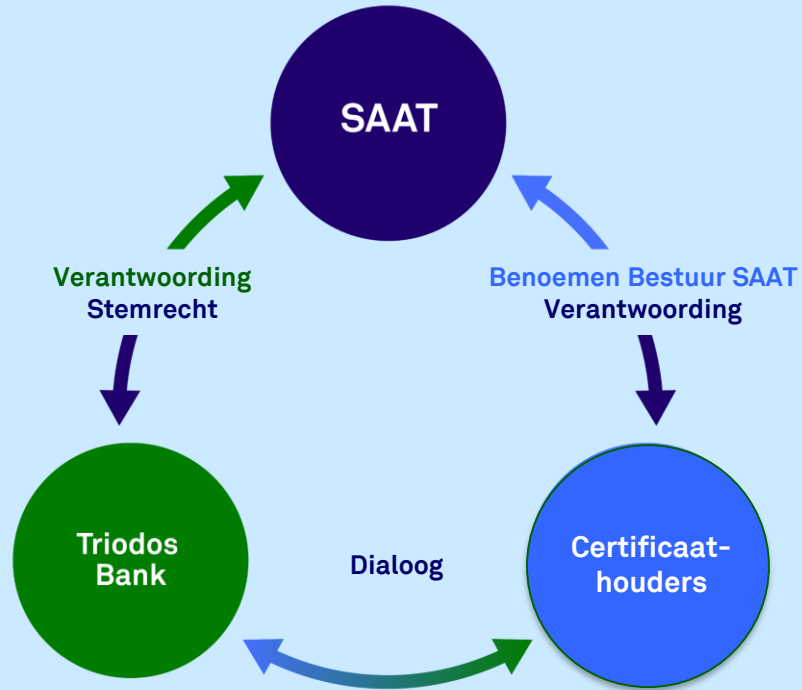 SAAT
Verantwoording
Stemrecht
Benoemen Bestuur SAAT
Verantwoording
Triodos
Bank
Dialoog
Certificaat-
houders